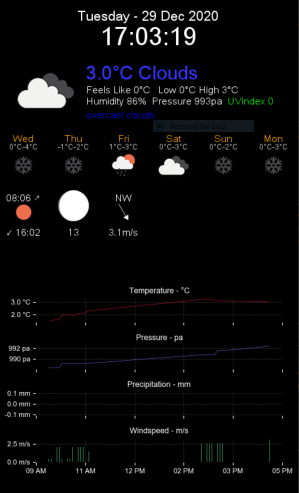 Tuesday - 29 Dec 2020
17:03:19
3.0°C Clouds
Feels Like 0°C Low 0°C High 3°C
Humidity 86% Pressure 993pa UVIndex 0
overcast clouds
Rectangular Snip
Wed Thu Fri Sat Sun Mon
0°C-4°C -1°C-2°C 1°C-3°C 0°C-3°C 0°C-2°C 0°C-3°C
08:06 ↗ NW
↙ 16:02 13 3.1m/s
Temperature - °C
3.0 °C
2.0 °C
Pressure - pa
992 pa
990 pa
Precipitation - mm
0.1 mm
0.0 mm
-0.1 mm
Windspeed - m/s
2.5 m/s
0.0 m/s
09 AM 11 AM 12 PM 02 PM 03 PM 05 PM